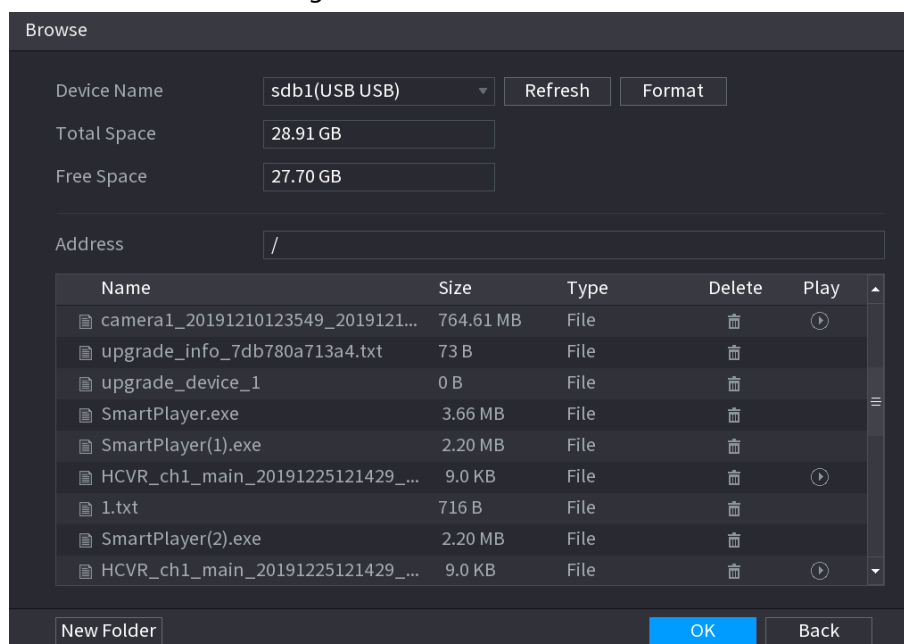 Browse
Device Name sdb1(USB USB) Refresh Format
Total Space 28.91 GB
Free Space 27.70 GB
Address /
Name Size Type Delete Play
camera1_20191210123549_2019121... 764.61 MB File
upgrade_info_7db780a713a4.txt 73 B File
upgrade_device_1 0 B File
SmartPlayer.exe 3.66 MB File
SmartPlayer(1).exe 2.20 MB File
HCVR_ch1_main_20191225121429_... 9.0 KB File
1.txt 716 B File
SmartPlayer(2).exe 2.20 MB File
HCVR_ch1_main_20191225121429_... 9.0 KB File
New Folder OK Back